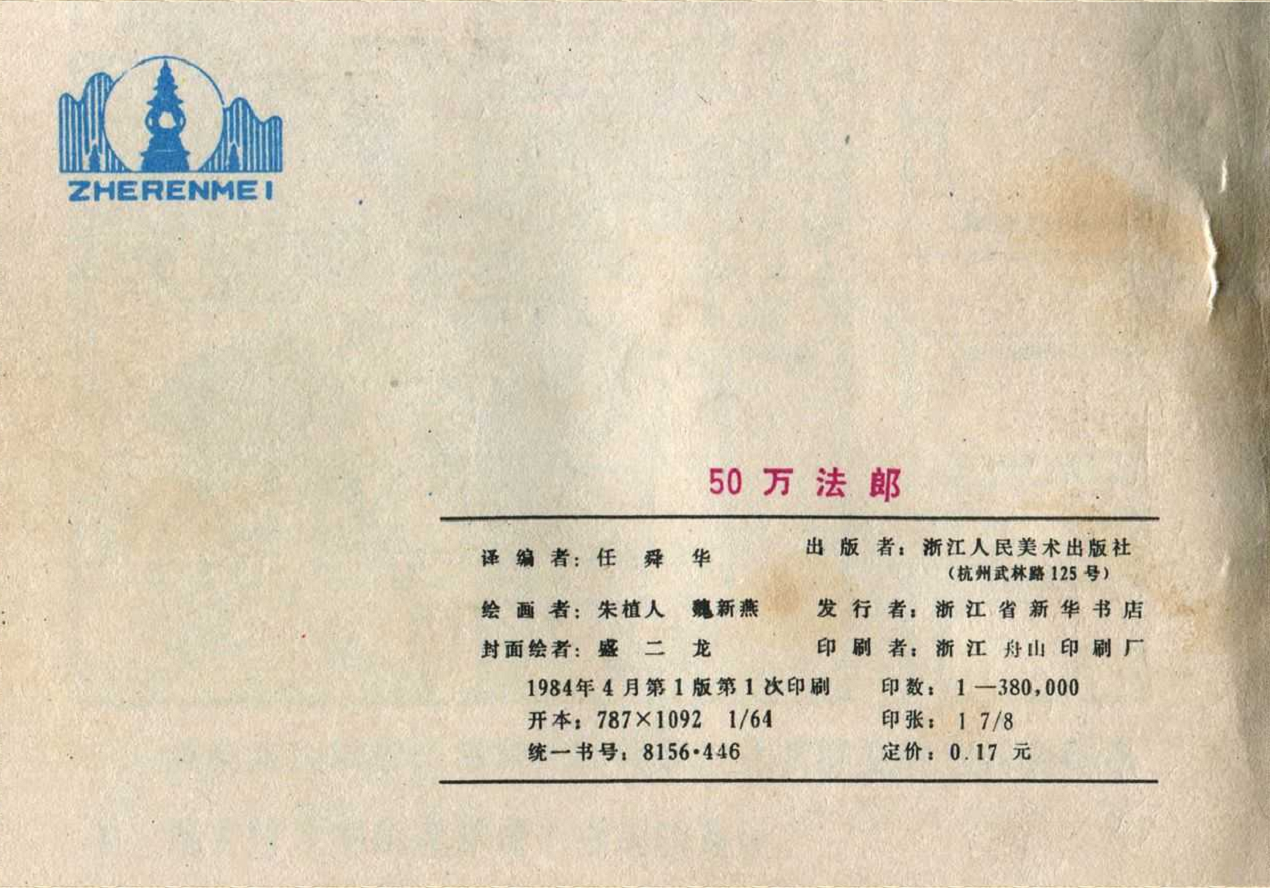 ZHERENMEI
50 万 法 郎
译 编 者：任 舜 华 出 版 者：浙江人民美术出版社
（杭州武林路125号）
绘 画 者：朱植人 魏新燕 发 行 者：浙江省新华书店
封面绘者：盛 二 龙 印 刷 者：浙江舟山印刷厂
1984年4月第1版第1次印刷 印数：1—380,000
开本：787×1092 1/64 印张：1 7/8
统一书号：8156·446 定价：0.17 元